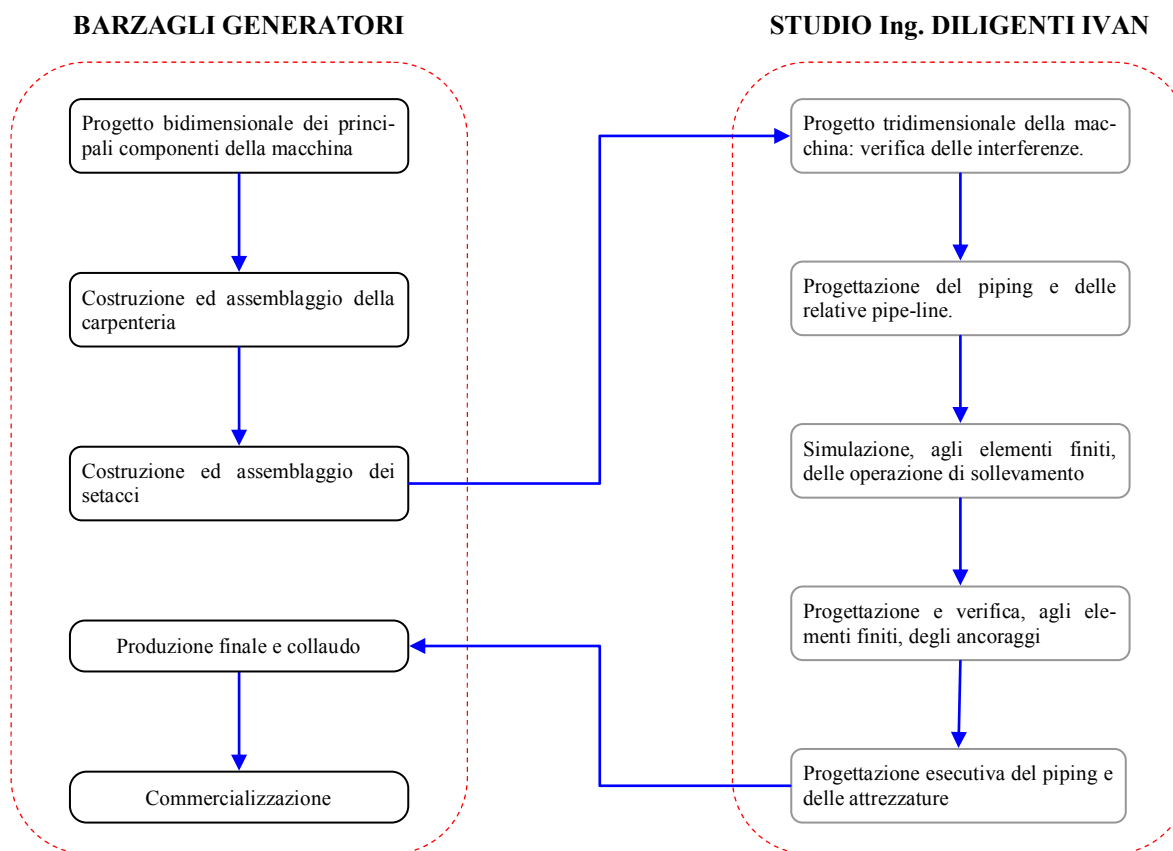 BARZAGLI GENERATORI
Progetto bidimensionale dei princi-
pali componenti della macchina
Costruzione ed assemblaggio della
carpenteria
Costruzione ed assemblaggio dei
setacci
Produzione finale e collaudo
Commercializzazione
STUDIO Ing. DILIGENTI IVAN
Progetto tridimensionale della mac-
china: verifica delle interferenze.
Progettazione del piping e delle
relative pipe-line.
Simulazione, agli elementi finiti,
delle operazione di sollevamento
Progettazione e verifica, agli ele-
menti finiti, degli ancoraggi
Progettazione esecutiva del piping e
delle attrezzature